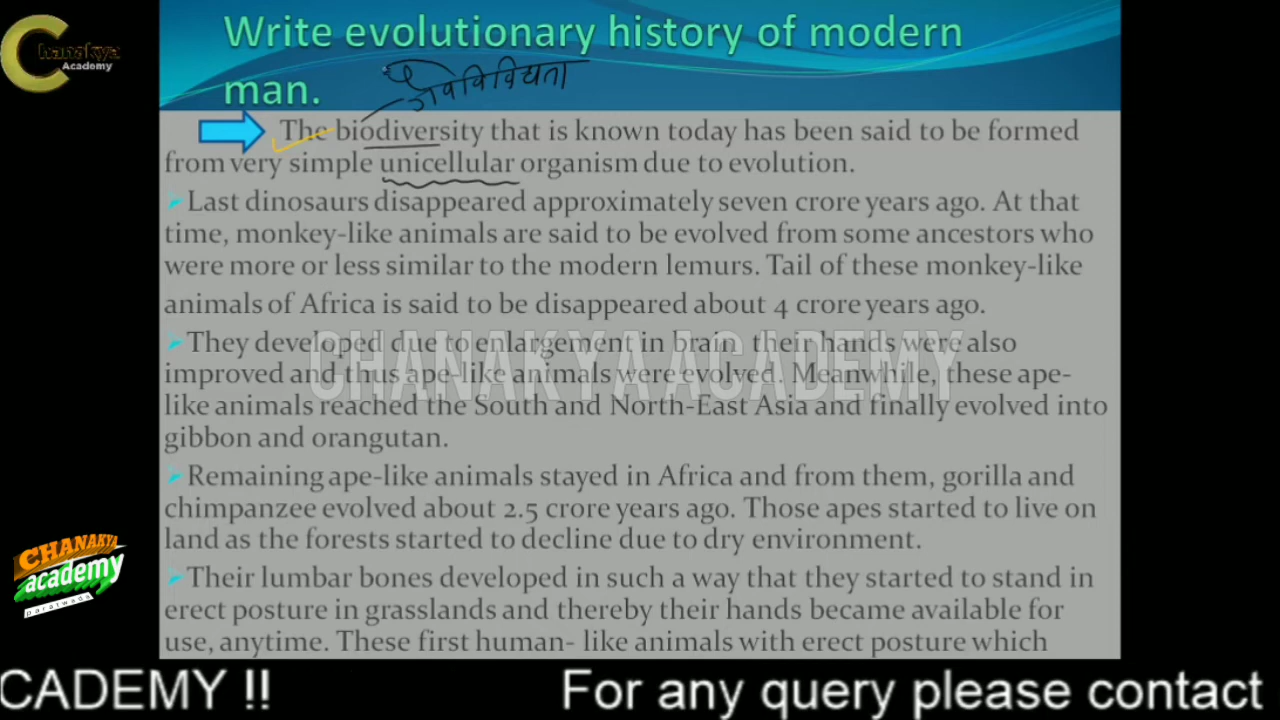 Chanakya
Academy
Write evolutionary history of modern
man.
जैवविविधता
The biodiversity that is known today has been said to be formed
from very simple unicellular organism due to evolution.
Last dinosaurs disappeared approximately seven crore years ago. At that
time, monkey-like animals are said to be evolved from some ancestors who
were more or less similar to the modern lemurs. Tail of these monkey-like
animals of Africa is said to be disappeared about 4 crore years ago.
They developed due to enlargement in brain, their hands were also
improved and thus ape-like animals were evolved. Meanwhile, these ape-
like animals reached the South and North-East Asia and finally evolved into
gibbon and orangutan.
CHANAKYA ACADEMY
Remaining ape-like animals stayed in Africa and from them, gorilla and
chimpanzee evolved about 2.5 crore years ago. Those apes started to live on
land as the forests started to decline due to dry environment.
Their lumbar bones developed in such a way that they started to stand in
erect posture in grasslands and thereby their hands became available for
use, anytime. These first human- like animals with erect posture which
CHANAKYA
academy
paratwada
CADEMY !! For any query please contact